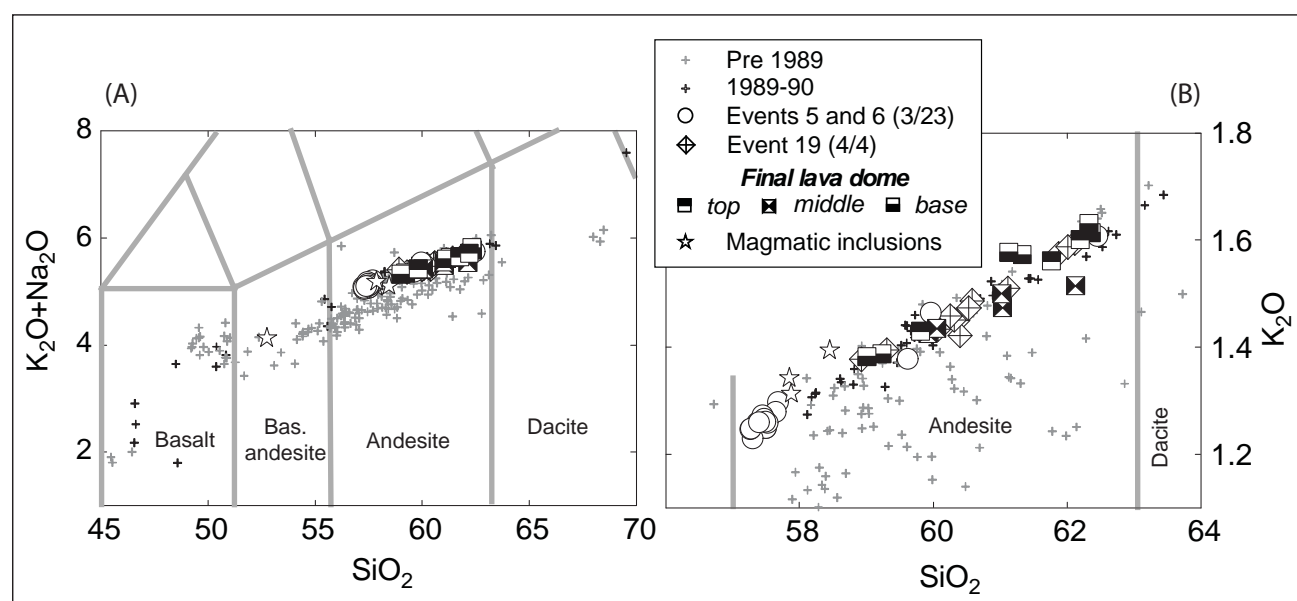 (A)
8
6
4
2
K₂O+Na₂O
Basalt
Bas.
andesite
Andesite
Dacite
45 50 55 60 65 70
SiO₂
Pre 1989
1989-90
Events 5 and 6 (3/23)
Event 19 (4/4)
Final lava dome
top middle base
Magmatic inclusions
(B)
1.8
1.6
1.4
1.2
K₂O
Andesite
Dacite
58 60 62 64
SiO₂